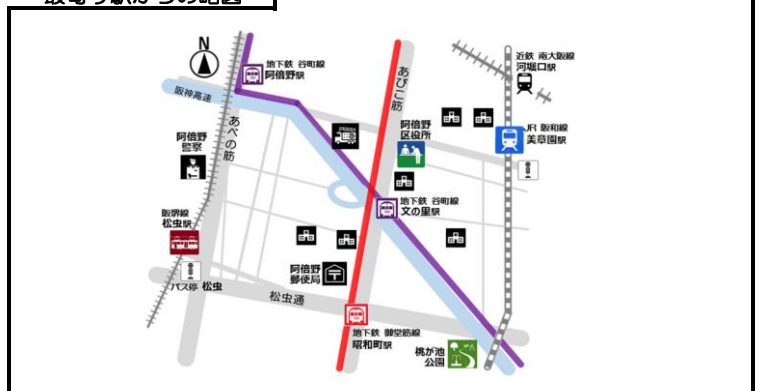 最寄り駅からの略図
N
地下鉄 谷町線
阿倍野駅
阪神高速
あべの筋
あびこ筋
近鉄 南大阪線
河堀口駅
阿倍野
区役所
JR 阪和線
美章園駅
阿倍野
警察
地下鉄 谷町線
文の里駅
阪堺線
松虫駅
バス停 松虫
阿倍野
郵便局
松虫通
地下鉄 御堂筋線
昭和町駅
桃が池
公園